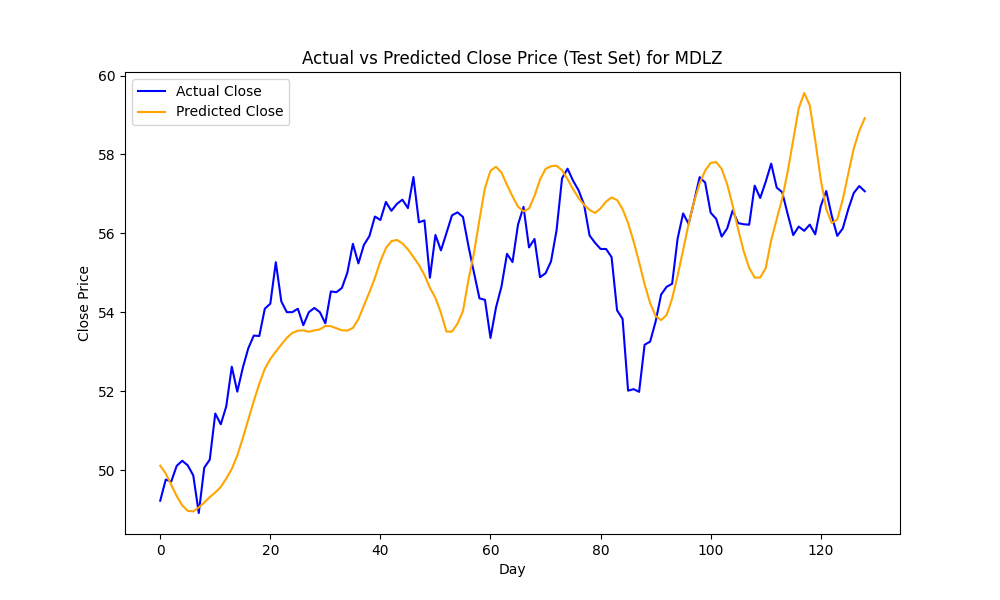 Actual vs Predicted Close Price (Test Set) for MDLZ
Actual Close
Predicted Close
Close Price
60
58
56
54
52
50
0 20 40 60 80 100 120
Day